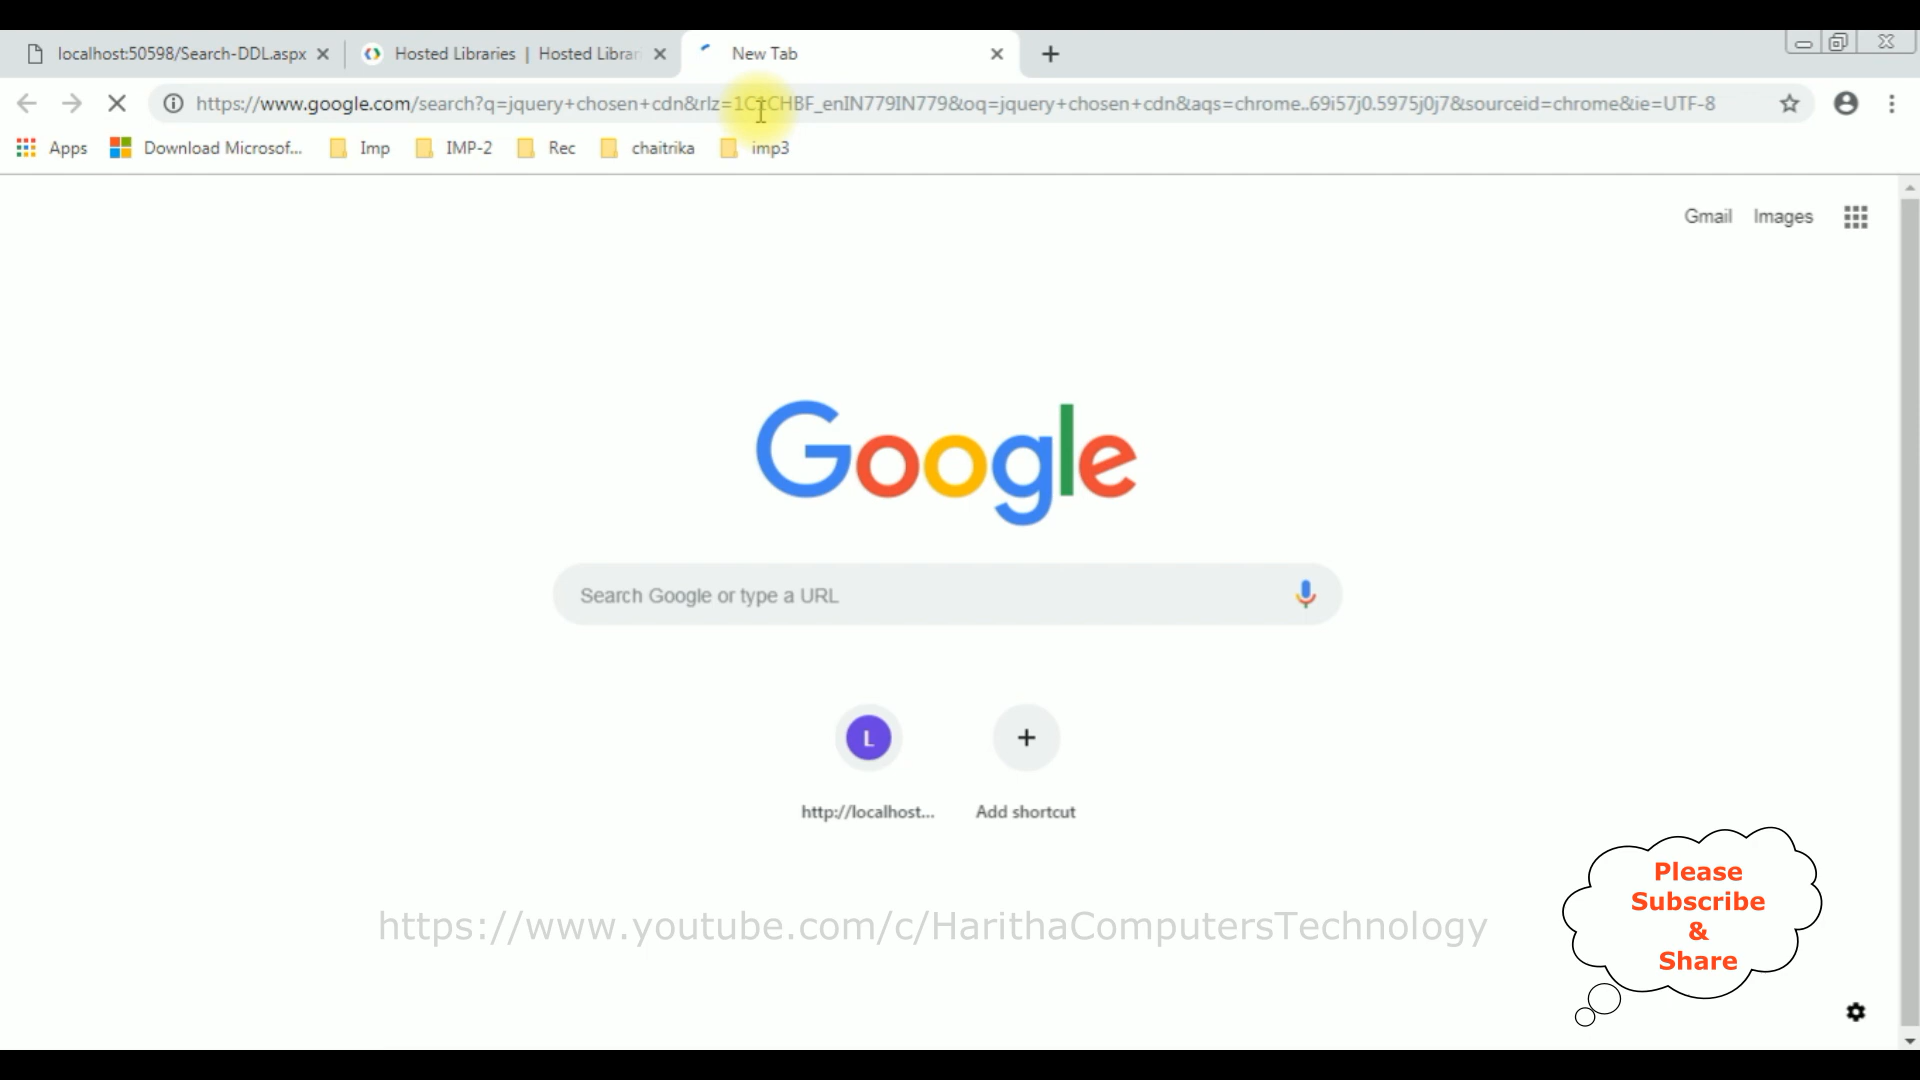 localhost:50598/Search-DDL.aspx
Hosted Libraries | Hosted Librar
New Tab
https://www.google.com/search?q=jquery+chosen+cdn&rlz=1C1CHBF_enIN779IN779&oq=jquery+chosen+cdn&aqs=chrome..69i57j0.5975j0j7&sourceid=chrome&ie=UTF-8
Apps
Download Microsof...
Imp
IMP-2
Rec
chaitrika
imp3
Gmail
Images
Google
Search Google or type a URL
L
http://localhost...
Add shortcut
Please
Subscribe
&
Share
https://www.youtube.com/c/HarithaComputersTechnology